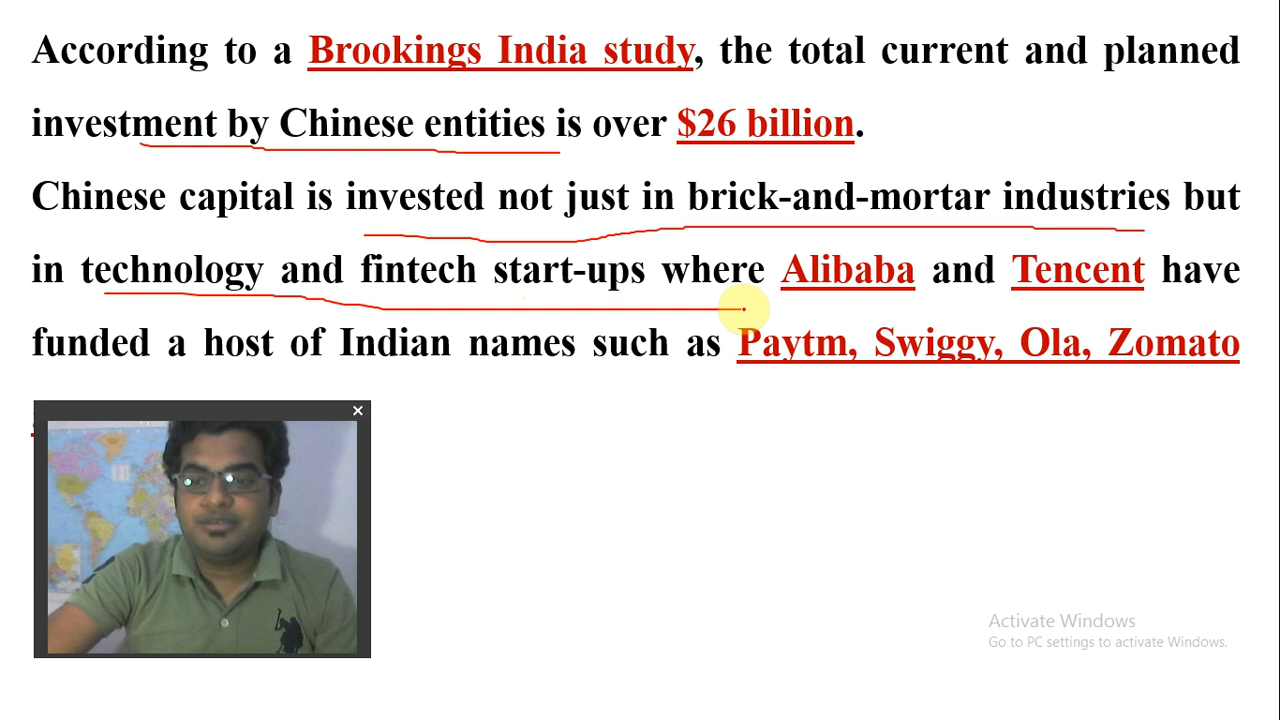 According to a Brookings India study, the total current and planned
investment by Chinese entities is over $26 billion.
Chinese capital is invested not just in brick-and-mortar industries but
in technology and fintech start-ups where Alibaba and Tencent have
funded a host of Indian names such as Paytm, Swiggy, Ola, Zomato
Activate Windows
Go to PC settings to activate Windows.